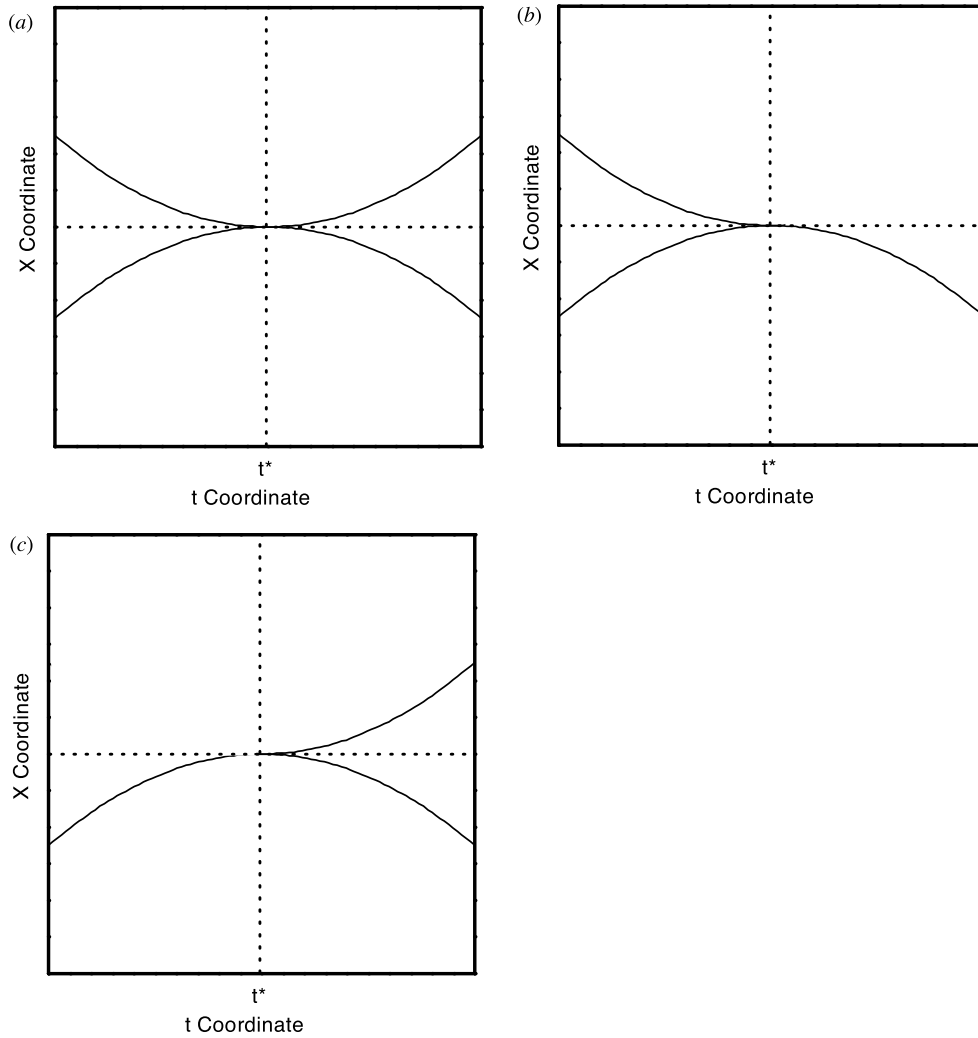 (a)
X Coordinate
t*
t Coordinate
(b)
X Coordinate
t*
t Coordinate
(c)
X Coordinate
t*
t Coordinate